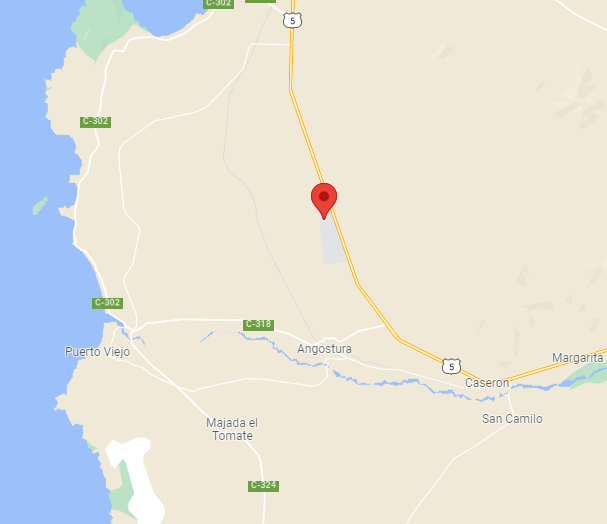 C-302
5
C-302
C-302
C-318
Puerto Viejo
Angostura
Margarita
5
Caseron
San Camilo
Majada el
Tomate
C-324